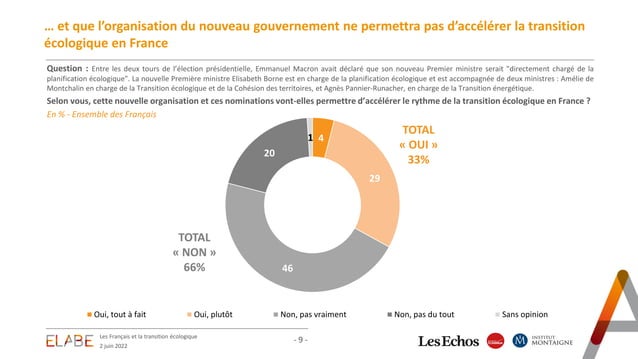 … et que l’organisation du nouveau gouvernement ne permettra pas d’accélérer la transition
écologique en France
Question : Entre les deux tours de l’élection présidentielle, Emmanuel Macron avait déclaré que son nouveau Premier ministre serait "directement chargé de la
planification écologique". La nouvelle Première ministre Elisabeth Borne est en charge de la planification écologique et est accompagnée de deux ministres : Amélie de
Montchalin en charge de la Transition écologique et de la Cohésion des territoires, et Agnès Pannier-Runacher, en charge de la Transition énergétique.
Selon vous, cette nouvelle organisation et ces nominations vont-elles permettre d’accélérer le rythme de la transition écologique en France ?
En % - Ensemble des Français
1
4
TOTAL
« OUI »
33%
20
29
TOTAL
« NON »
66%
46
Oui, tout à fait
Oui, plutôt
Non, pas vraiment
Non, pas du tout
Sans opinion
ELABE
Les Français et la transition écologique
2 juin 2022
- 9 -
Les Echos
INSTITUT
MONTAIGNE